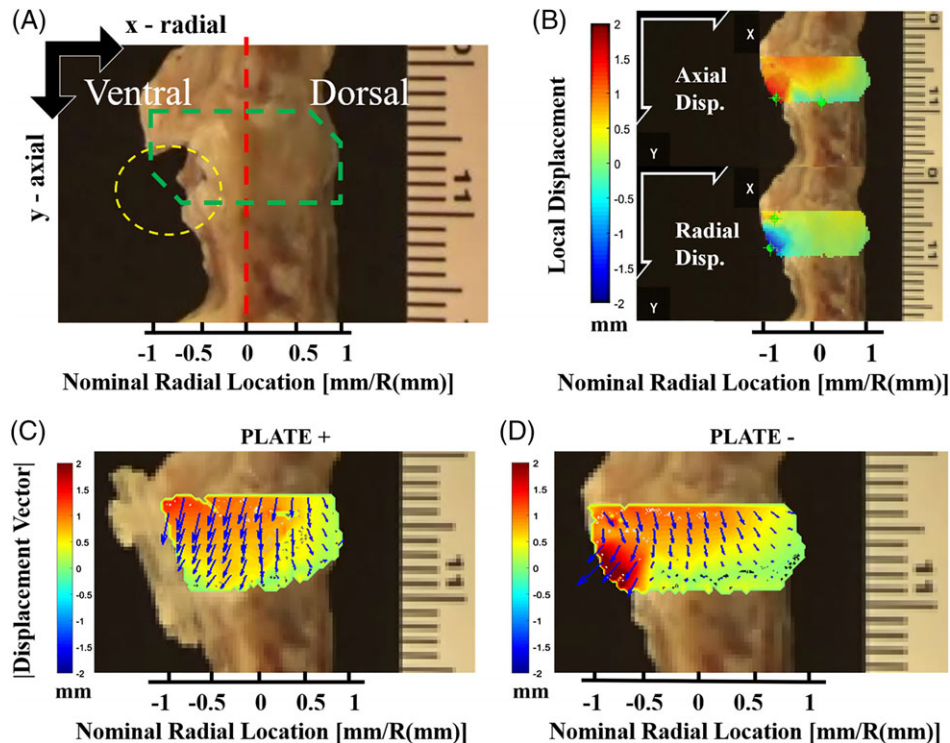 (A)
x - radial
Ventral
Dorsal
y - axial
11
-1 -0.5 0 0.5 1
Nominal Radial Location [mm/R(mm)]
(B)
Local Displacement
2
1.5
1
0.5
0
-0.5
-1
-1.5
-2
mm
X
Axial
Disp.
Y
X
Radial
Disp.
Y
11
11
-1 0 1
Nominal Radial Location [mm/R(mm)]
(C)
PLATE +
|Displacement Vector|
2
1.5
1
0.5
0
-0.5
-1
-1.5
-2
mm
11
-1 -0.5 0 0.5 1
Nominal Radial Location [mm/R(mm)]
(D)
PLATE -
2
1.5
1
0.5
0
-0.5
-1
-1.5
-2
mm
11
-1 -0.5 0 0.5 1
Nominal Radial Location [mm/R(mm)]